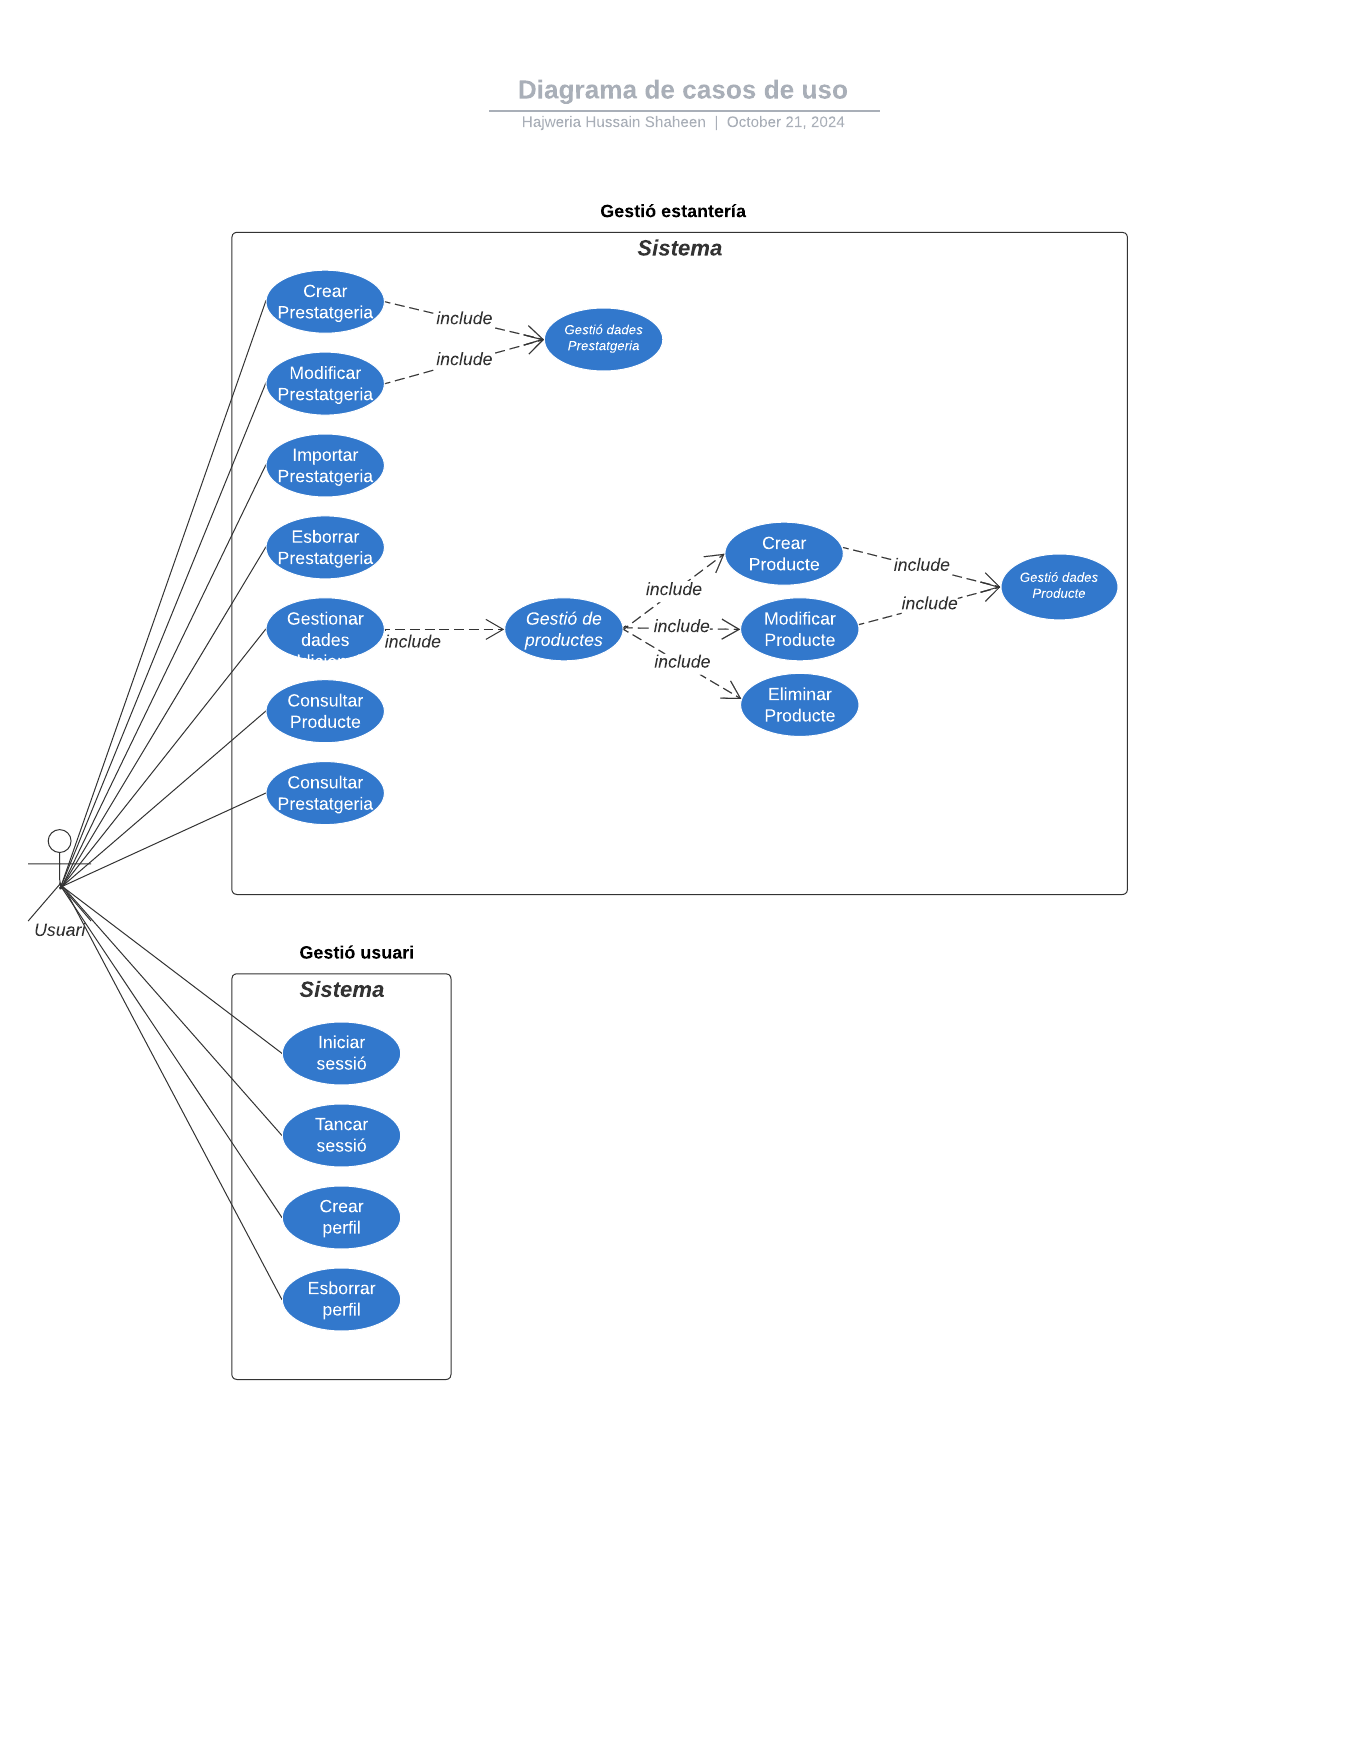 Diagrama de casos de uso
Hajweria Hussain Shaheen | October 21, 2024
Gestió estantería
Sistema
Crear
Prestatgeria
include
Gestió dades
Prestatgeria
include
Modificar
Prestatgeria
Importar
Prestatgeria
Esborrar
Prestatgeria
Crear
Producte
include
Gestió dades
Producte
include
include
Gestionar
dades
include
Gestió de
productes
include
Modificar
Producte
include
Eliminar
Producte
Consultar
Producte
Consultar
Prestatgeria
Usuari
Gestió usuari
Sistema
Iniciar
sessió
Tancar
sessió
Crear
perfil
Esborrar
perfil